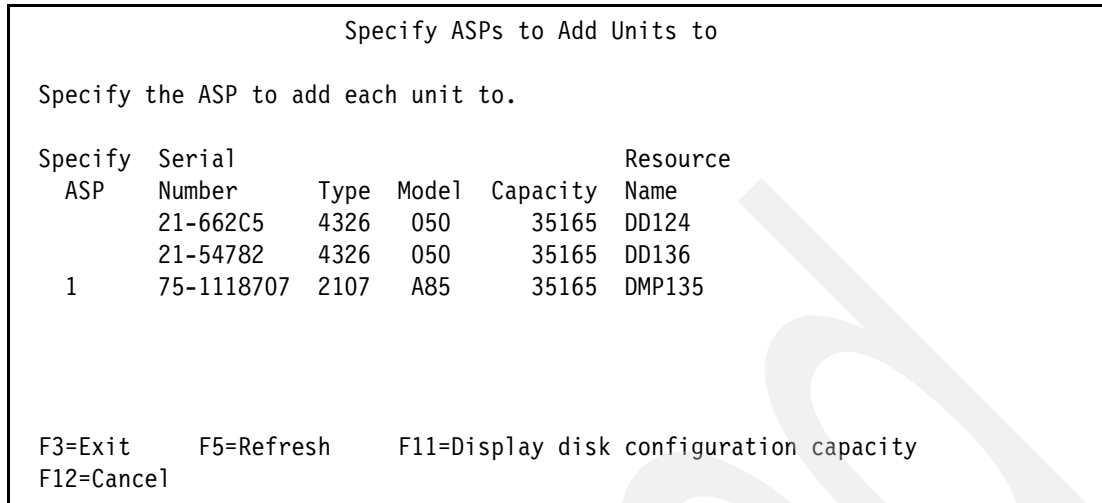 Specify ASPs to Add Units to
Specify the ASP to add each unit to.
Specify Serial Resource
ASP Number Type Model Capacity Name
21-662C5 4326 050 35165 DD124
21-54782 4326 050 35165 DD136
1 75-1118707 2107 A85 35165 DMP135
F3=Exit F5=Refresh F11=Display disk configuration capacity
F12=Cancel